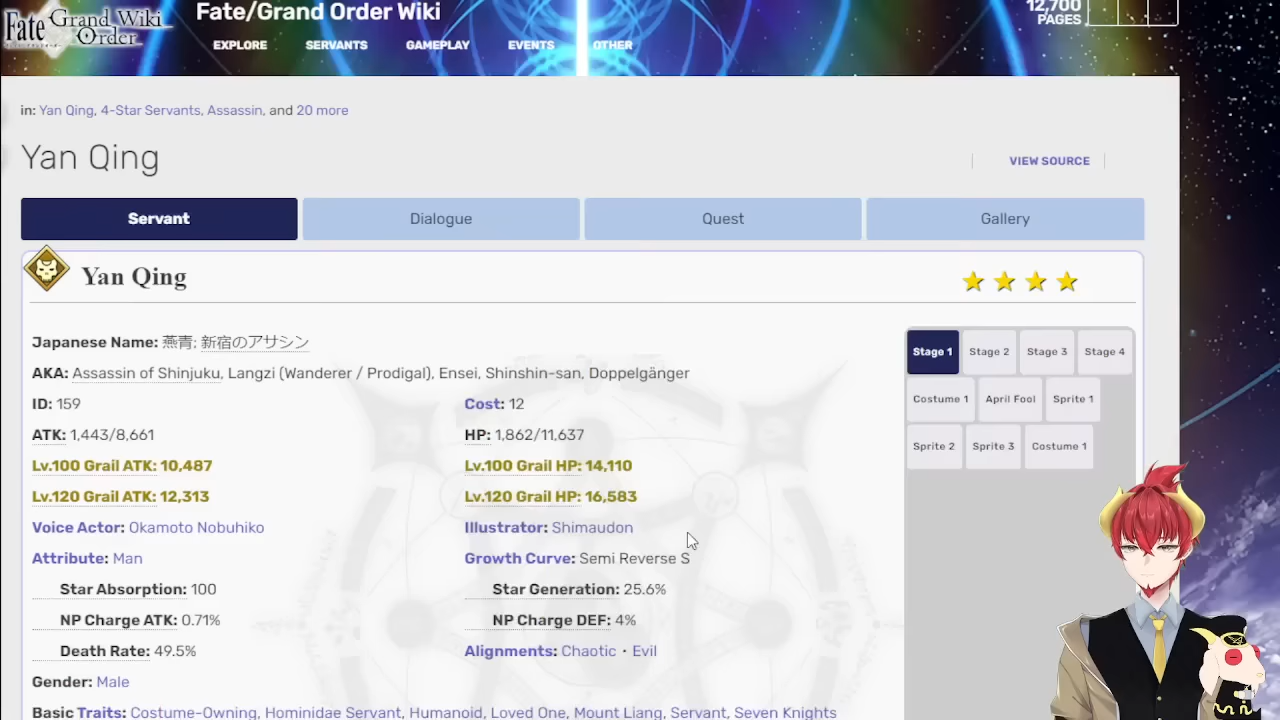 Fate Grand Order Wiki
Fate/Grand Order Wiki
12,700
PAGES
EXPLORE SERVANTS GAMEPLAY EVENTS OTHER
in: Yan Qing, 4-Star Servants, Assassin, and 20 more
Yan Qing
VIEW SOURCE
Servant Dialogue Quest Gallery
Yan Qing
Japanese Name: 燕青; 新宿のアサシン
AKA: Assassin of Shinjuku, Langzi (Wanderer / Prodigal), Ensei, Shinshin-san, Doppelgänger
ID: 159 Cost: 12
ATK: 1,443/8,661 HP: 1,862/11,637
Lv.100 Grail ATK: 10,487 Lv.100 Grail HP: 14,110
Lv.120 Grail ATK: 12,313 Lv.120 Grail HP: 16,583
Voice Actor: Okamoto Nobuhiko Illustrator: Shimaudon
Attribute: Man Growth Curve: Semi Reverse S
Star Absorption: 100 Star Generation: 25.6%
NP Charge ATK: 0.71% NP Charge DEF: 4%
Death Rate: 49.5% Alignments: Chaotic・Evil
Gender: Male
Basic Traits: Costume-Owning, Hominidae Servant, Humanoid, Loved One, Mount Liang, Servant, Seven Knights
Stage 1 Stage 2 Stage 3 Stage 4
Costume 1 April Fool Sprite 1
Sprite 2 Sprite 3 Costume 1